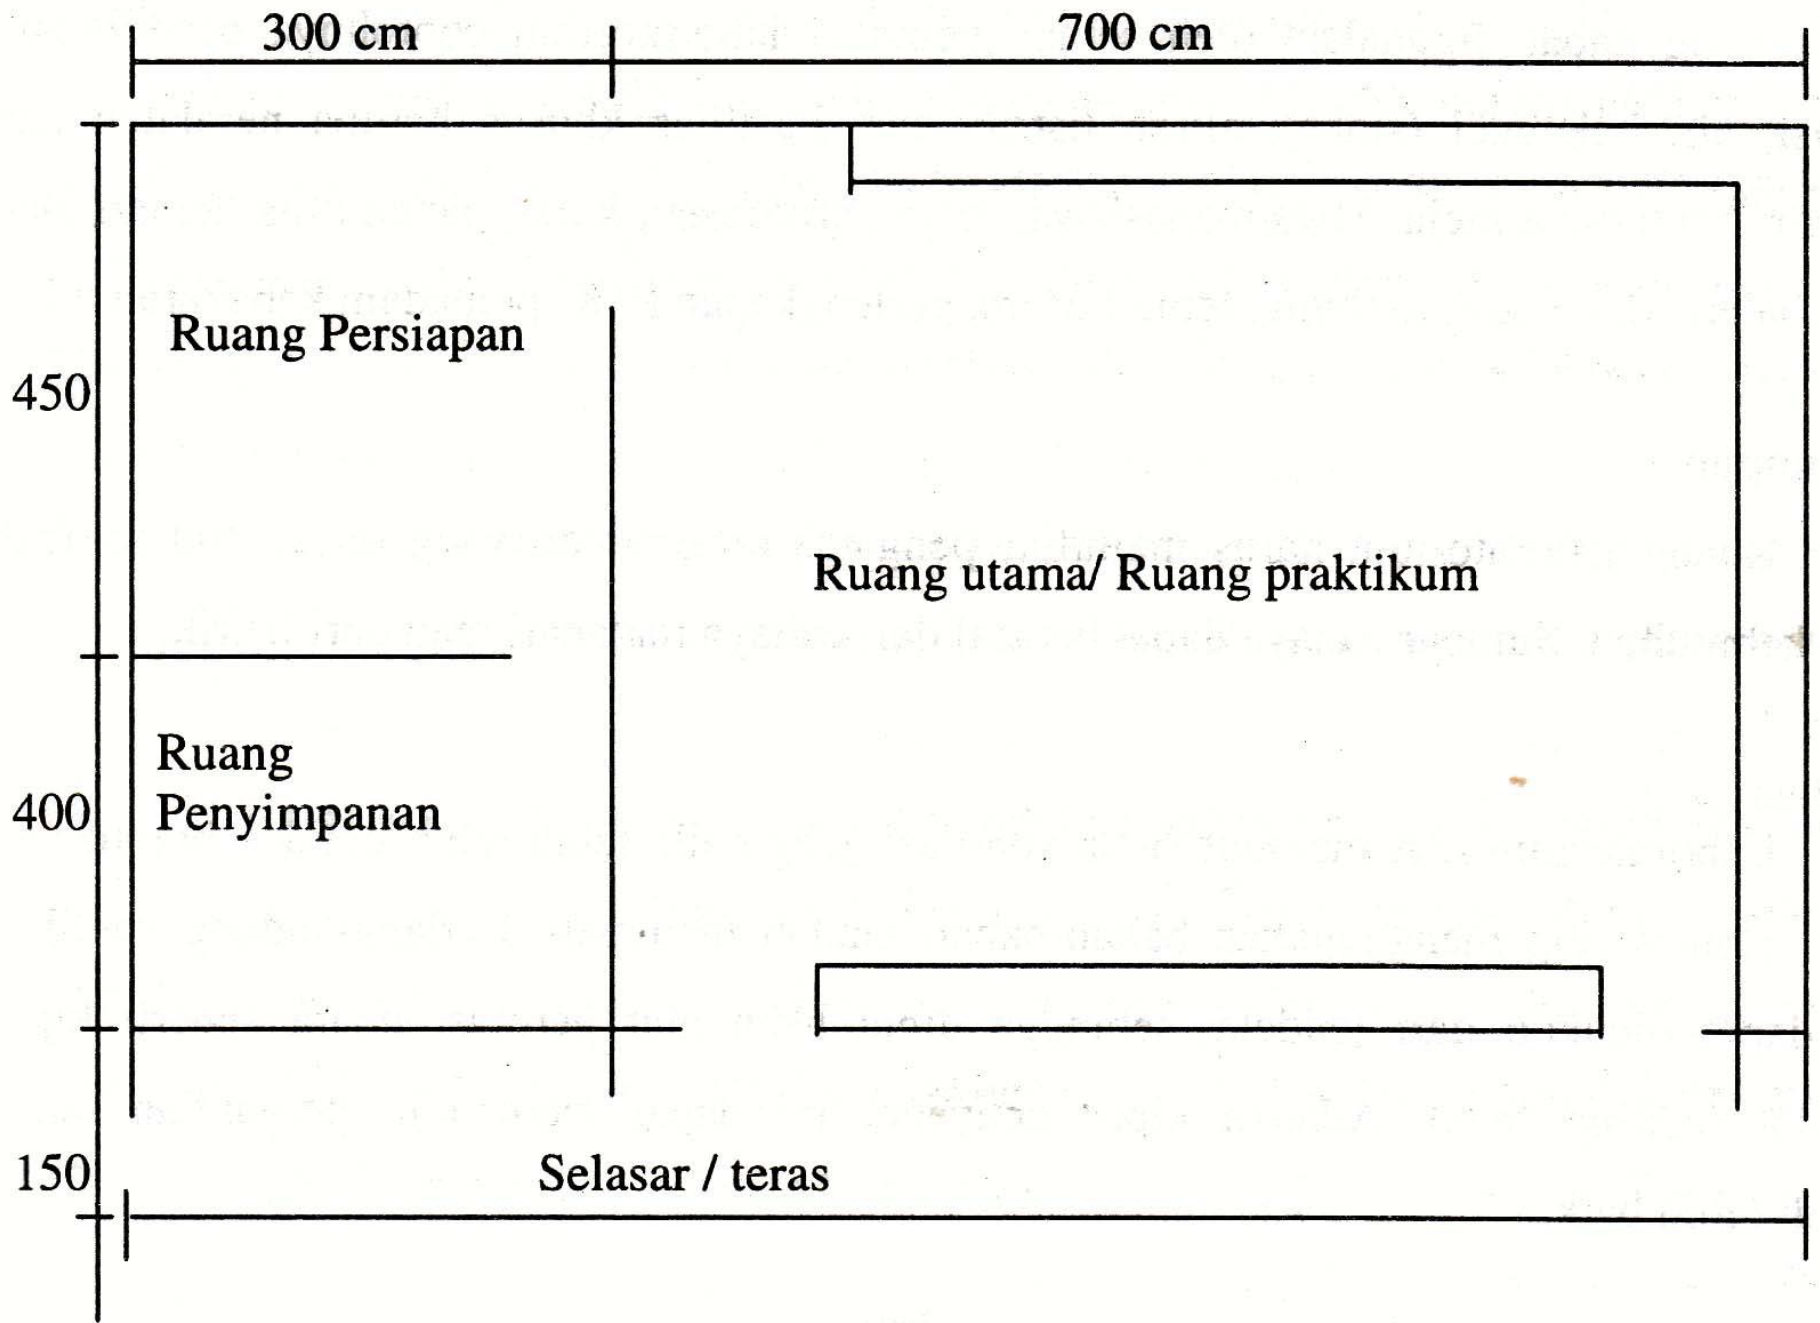 300 cm
700 cm
Ruang Persiapan
450
Ruang utama/ Ruang praktikum
Ruang
Penyimpanan
400
150
Selasar / teras